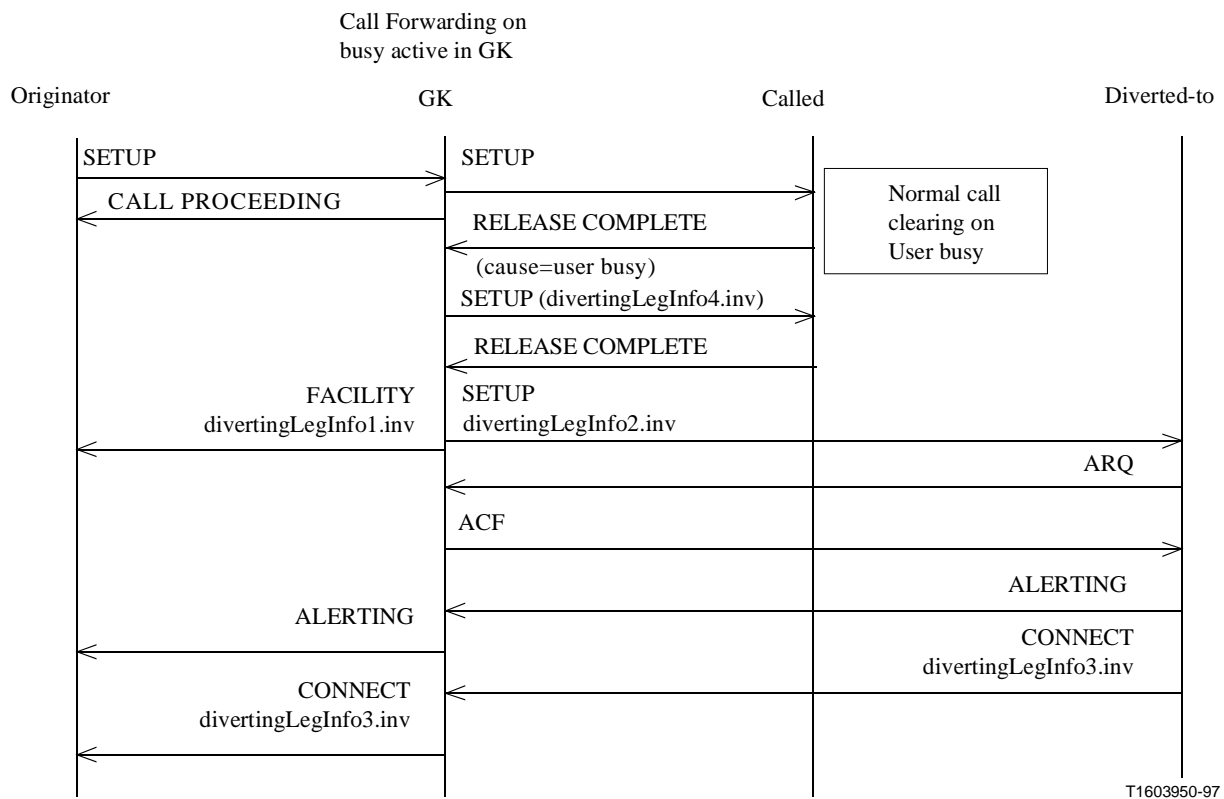 Call Forwarding on
busy active in GK
Originator
GK
Called
Diverted-to
SETUP
SETUP
CALL PROCEEDING
Normal call
clearing on
User busy
RELEASE COMPLETE
(cause=user busy)
SETUP (divertingLegInfo4.inv)
RELEASE COMPLETE
FACILITY
divertingLegInfo1.inv
SETUP
divertingLegInfo2.inv
ARQ
ACF
ALERTING
ALERTING
CONNECT
divertingLegInfo3.inv
CONNECT
divertingLegInfo3.inv
T1603950-97